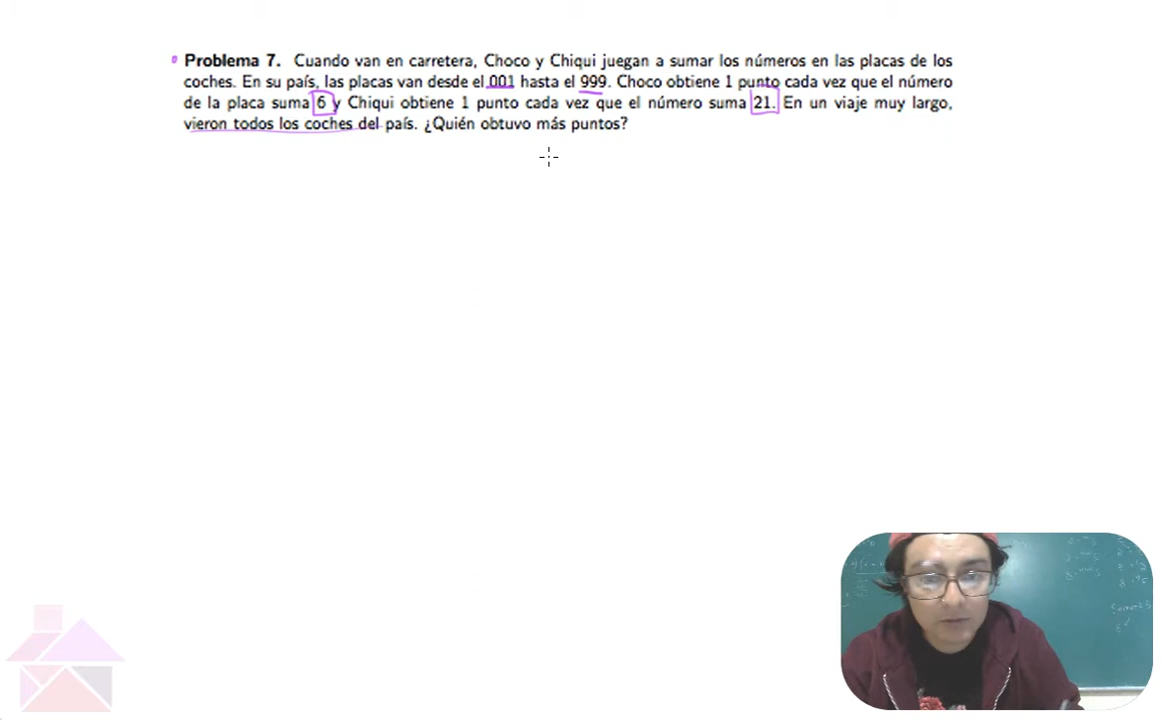 Problema 7. Cuando van en carretera, Choco y Chiqui juegan a sumar los números en las placas de los
coches. En su país, las placas van desde el 001 hasta el 999. Choco obtiene 1 punto cada vez que el número
de la placa suma 6 y Chiqui obtiene 1 punto cada vez que el número suma 21. En un viaje muy largo,
vieron todos los coches del país. ¿Quién obtuvo más puntos?